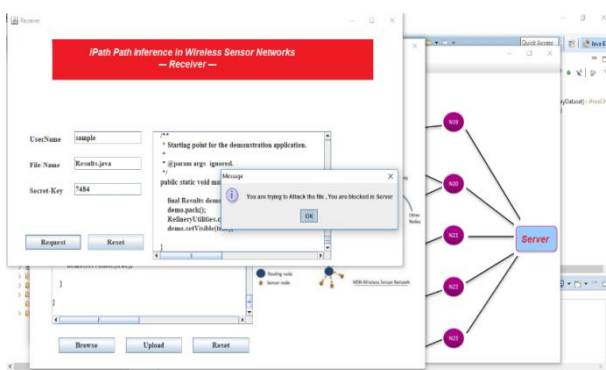 Receiver
iPath Path Inference in Wireless Sensor Networks
--- Receiver ---
Quick Access
Java E
UserName
sample
File Name
Results.java
Secret-Key
7484
/**
* Starting point for the demonstration application.
*
* @param args ignored.
*/
public static void ma
final Results demo
demo.pack();
RefineryUtilities.c
demo.setVisible(tru
}
Message
You are trying to Attack the file , You are blocked in Server
OK
Request
Reset
N19
N20
N21
N22
N23
Server
Other
Nodes
Routing node
Sensor node
WSN-Wireless Sensor Network
}
}
Browse
Upload
Reset